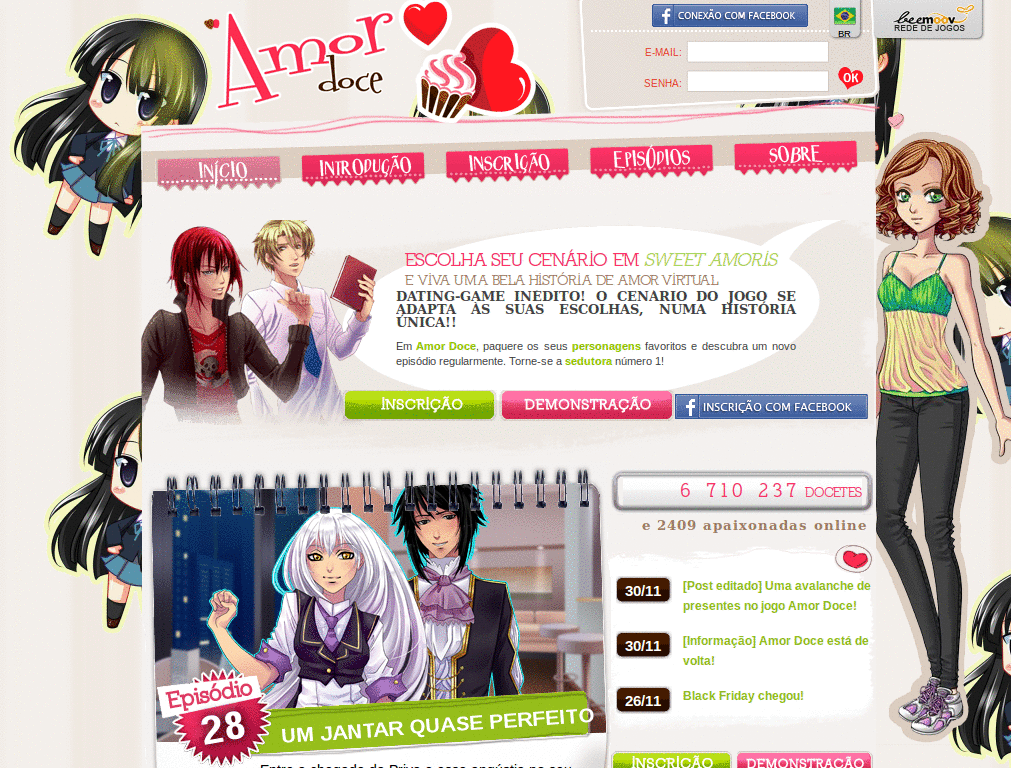 CONEXÃO COM FACEBOOK
BR
beemoov
REDE DE JOGOS
Amor
doce
E-MAIL:
SENHA:
OK
INÍCIO
INTRODUÇÃO
INSCRIÇÃO
EPISÓDIOS
SOBRE
ESCOLHA SEU CENÁRIO EM SWEET AMORIS
E VIVA UMA BELA HISTÓRIA DE AMOR VIRTUAL
DATING-GAME INEDITO! O CENARIO DO JOGO SE
ADAPTA AS SUAS ESCOLHAS, NUMA HISTÓRIA
ÚNICA!!
Em Amor Doce, paquere os seus personagens favoritos e descubra um novo
episódio regularmente. Torne-se a sedutora número 1!
INSCRIÇÃO
DEMONSTRAÇÃO
INSCRIÇÃO COM FACEBOOK
6 710 237 DOCETES
e 2409 apaixonadas online
30/11
[Post editado] Uma avalanche de
presentes no jogo Amor Doce!
30/11
[Informação] Amor Doce está de
volta!
26/11
Black Friday chegou!
Episódio
28
UM JANTAR QUASE PERFEITO
INSCRIÇÃO
DEMONSTRAÇÃO